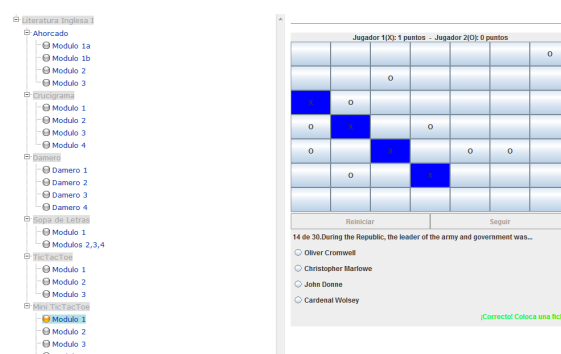 Literatura Inglesa I
Ahorcado
Modulo 1a
Modulo 1b
Modulo 2
Modulo 3
Crucigrama
Modulo 1
Modulo 2
Modulo 3
Modulo 4
Damero
Damero 1
Damero 2
Damero 3
Damero 4
Sopa de Letras
Modulo 1
Modulos 2,3,4
TicTacToe
Modulo 1
Modulo 2
Modulo 3
Mini TicTacToe
Modulo 1
Modulo 2
Modulo 3
Jugador 1(X): 1 puntos - Jugador 2(O): 0 puntos
O
O
X O
O X O
O X O O
O X
Reiniciar Seguir
14 de 30.During the Republic, the leader of the army and government was...
Oliver Cromwell
Christopher Marlowe
John Donne
Cardenal Wolsey
¡Correcto! Coloca una fic